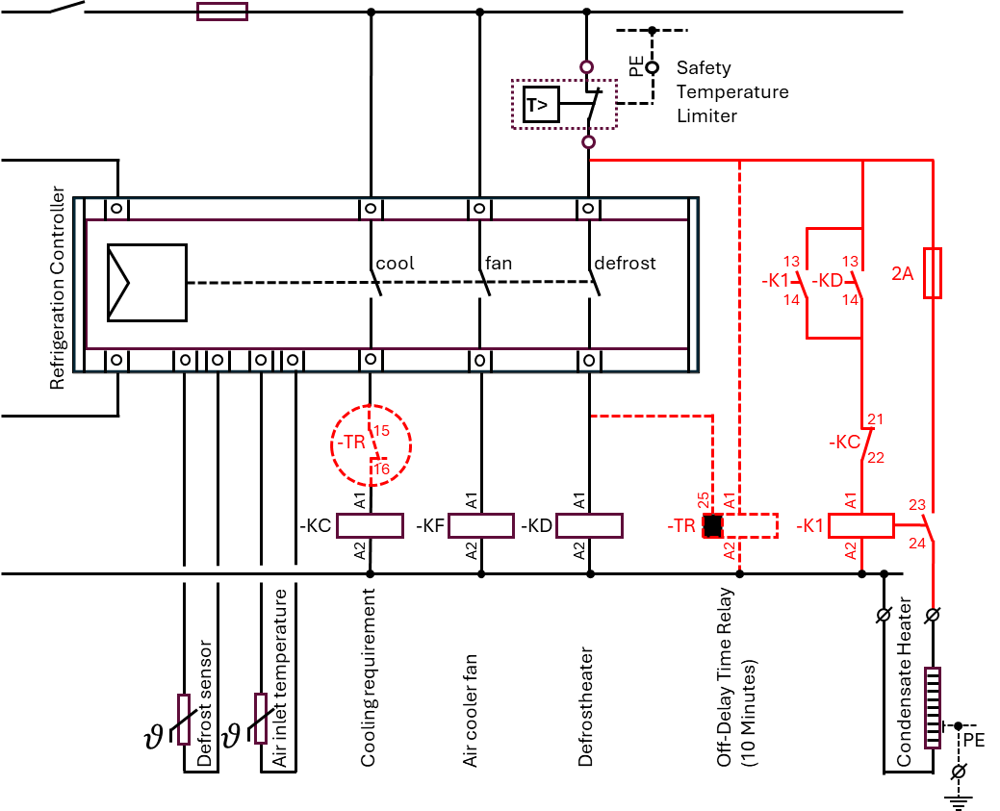 PE
Safety
Temperature
Limiter
T>
Refrigeration Controller
cool
fan
defrost
13
-K1
14
13
-KD
14
2A
15
-TR
16
21
-KC
22
A1
-KC
A2
A1
-KF
A2
A1
-KD
A2
25
A1
-TR
A2
A1
-K1
A2
23
24
ϑ
Defrost sensor
ϑ
Air inlet temperature
Cooling requirement
Air cooler fan
Defrostheater
Off-Delay Time Relay
(10 Minutes)
Condensate Heater
PE